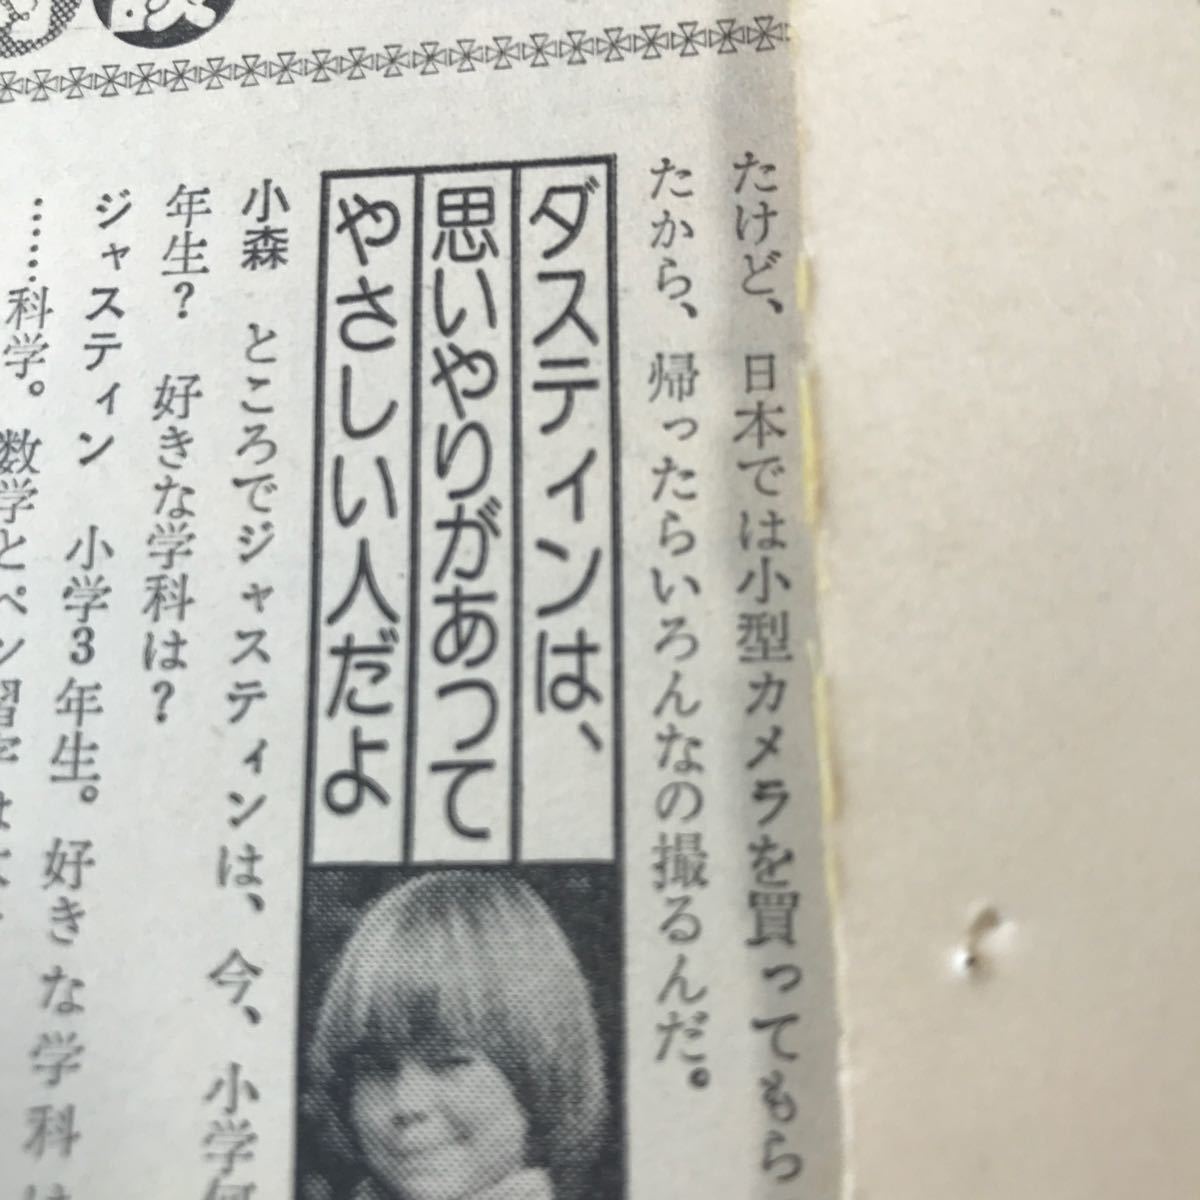 たけど、日本では小型カメラを買ってもら
たから、帰ったらいろんなの撮るんだ。
ダスティンは、
思いやりがあって
やさしい人だよ
小森 ところでジャスティンは、今、小学何
年生? 好きな学科は?
ジャスティン 小学3年生。好きな学科は
……科学。数学とペン習字は